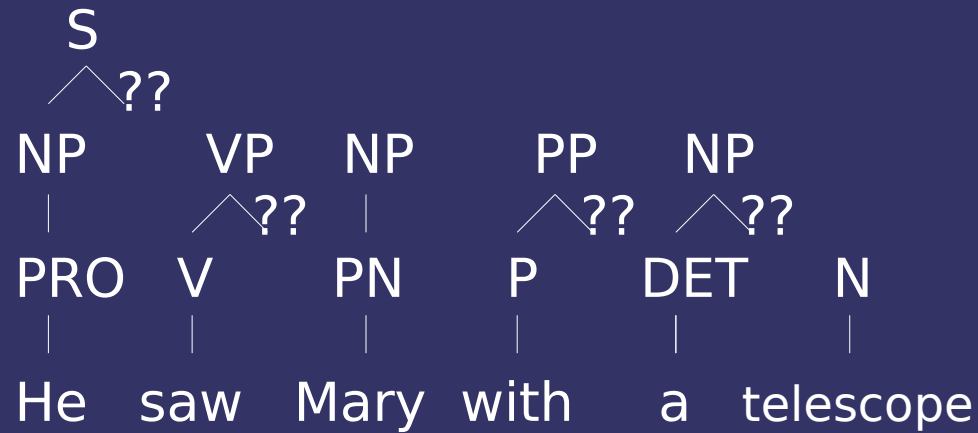 S
??
NP VP NP PP NP
?? ?? ??
PRO V PN P DET N
He saw Mary with a telescope